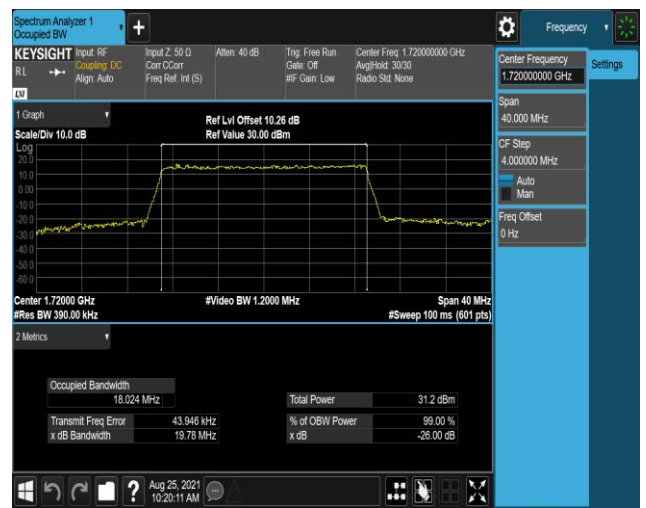 Spectrum Analyzer 1
Occupied BW
+
Frequency
KEYSIGHT
RL
LXI
Input: RF
Coupling: DC
Align: Auto
Input Z: 50 Ω
Corr CCorr
Freq Ref: Int (S)
Atten: 40 dB
Trig: Free Run
Gate: Off
#IF Gain: Low
Center Freq: 1.720000000 GHz
Avg|Hold: 30/30
Radio Std: None
Center Frequency
1.720000000 GHz
Settings
Span
40.000 MHz
CF Step
4.000000 MHz
Auto
Man
Freq Offset
0 Hz
1 Graph
Scale/Div 10.0 dB
Ref Lvl Offset 10.26 dB
Ref Value 30.00 dBm
Log
20.0
10.0
0.00
-10.0
-20.0
-30.0
-40.0
-50.0
-60.0
Center 1.72000 GHz
#Video BW 1.2000 MHz
Span 40 MHz
#Res BW 390.00 kHz
#Sweep 100 ms (601 pts)
2 Metrics
Occupied Bandwidth
18.024 MHz
Total Power 31.2 dBm
Transmit Freq Error 43.946 kHz
% of OBW Power 99.00 %
x dB Bandwidth 19.78 MHz
x dB -26.00 dB
?
Aug 25, 2021
10:20:11 AM